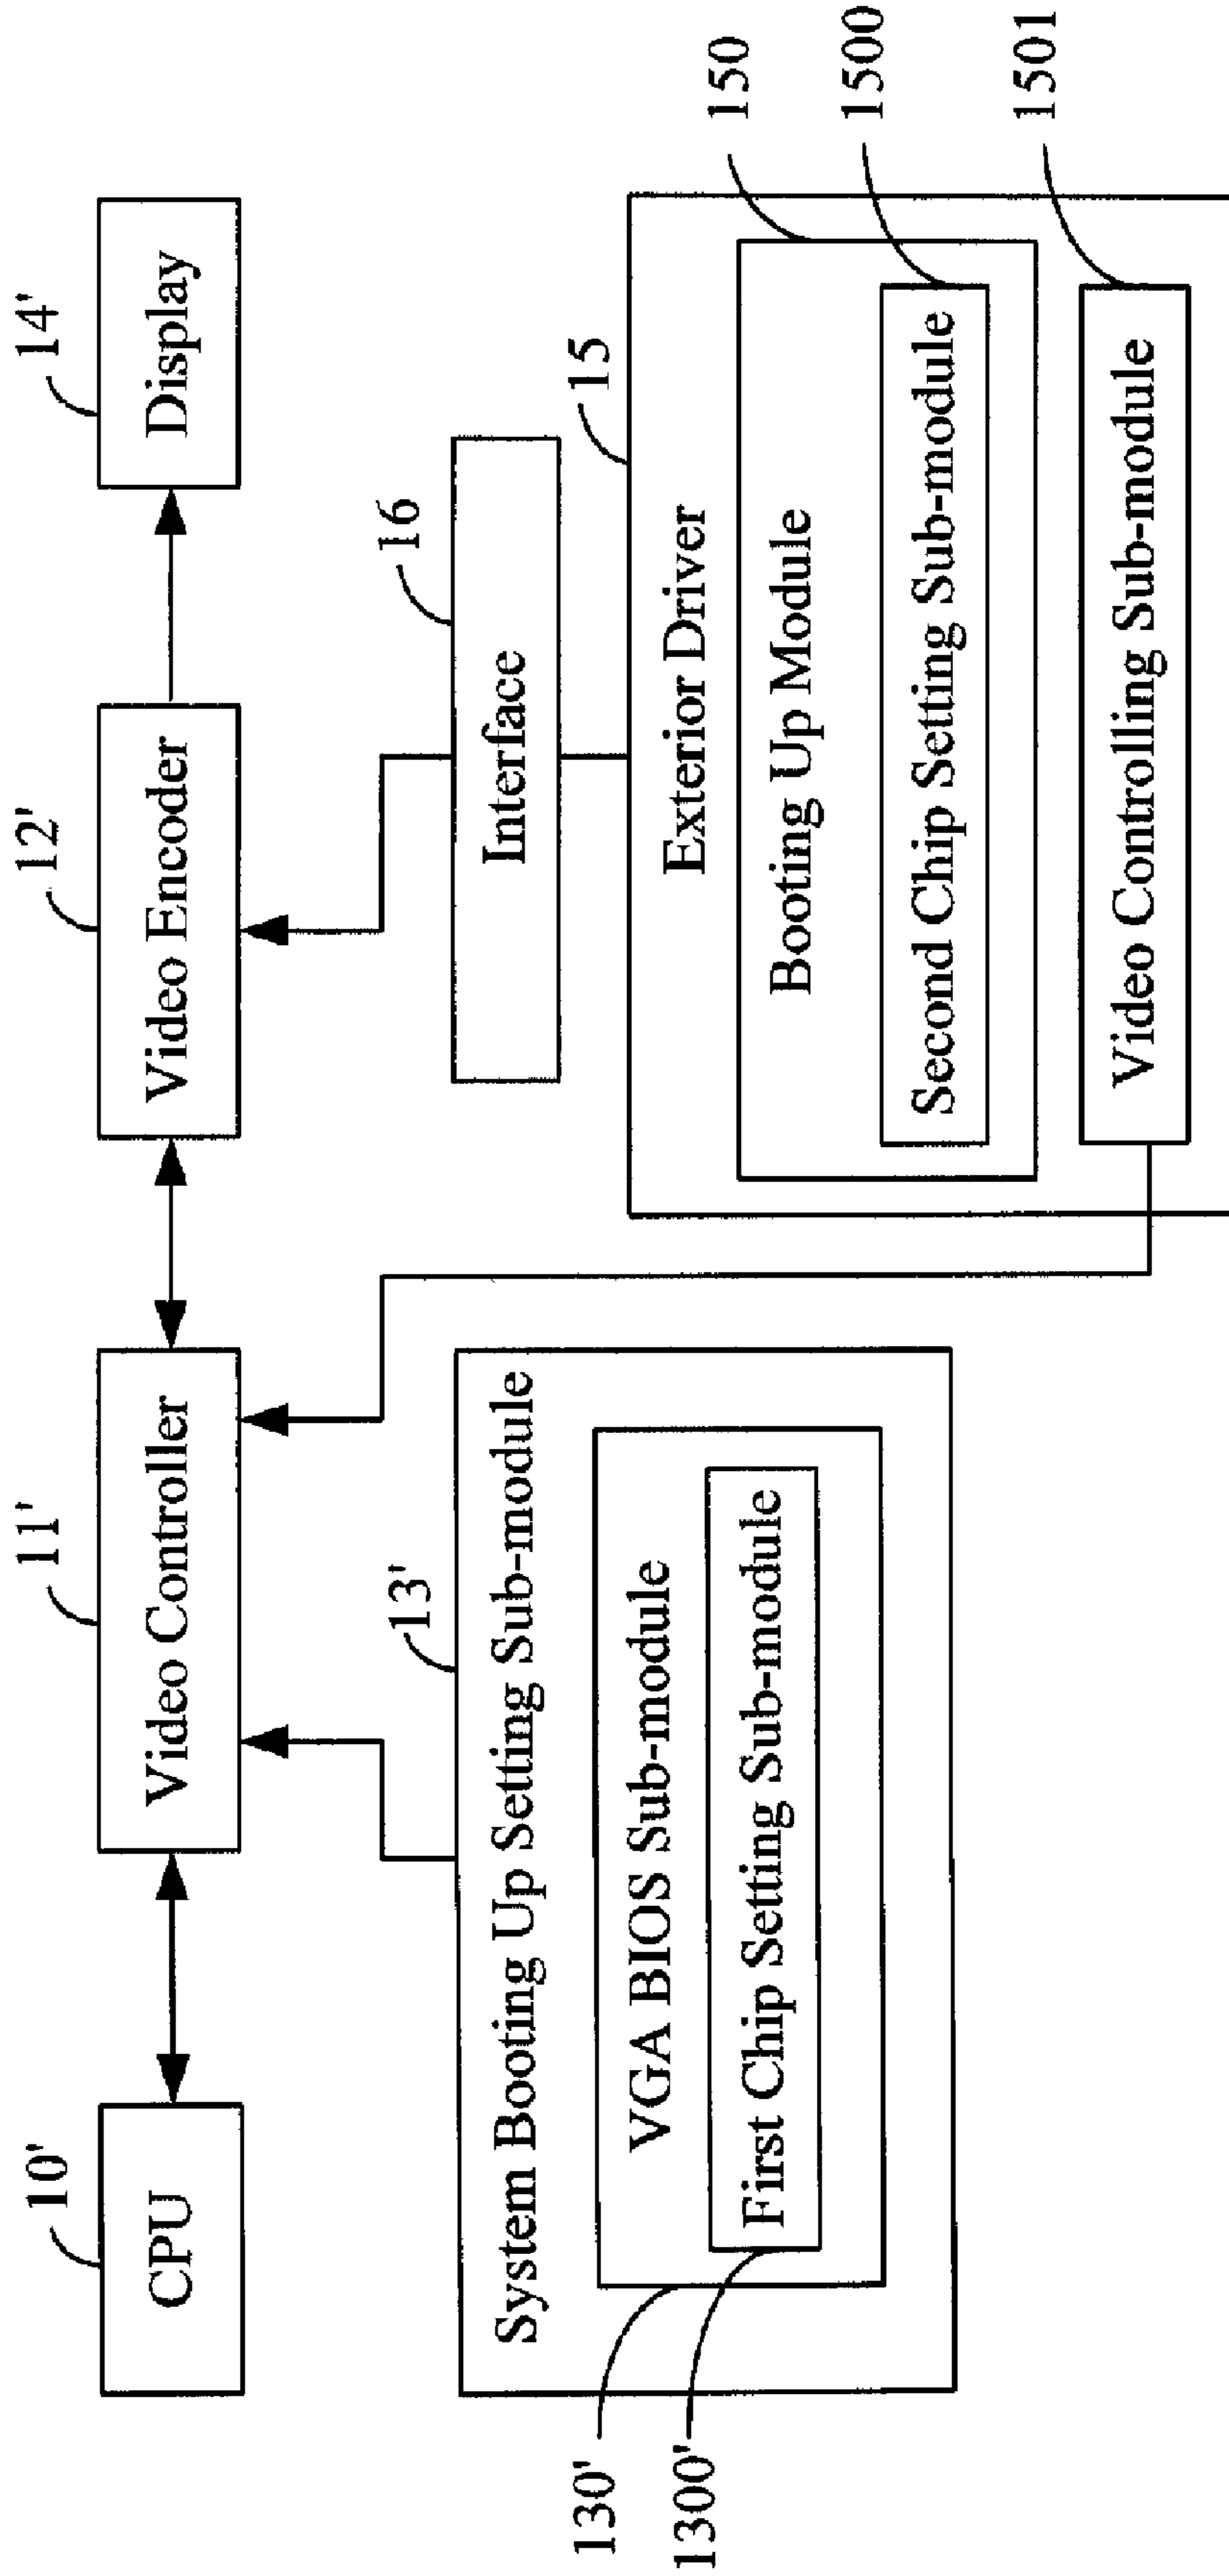 10'
CPU
11'
Video Controller
12'
Video Encoder
14'
Display
13'
System Booting Up Setting Sub-module
VGA BIOS Sub-module
First Chip Setting Sub-module
130'
1300'
16
Interface
15
Exterior Driver
Booting Up Module
Second Chip Setting Sub-module
Video Controlling Sub-module
150
1500
1501